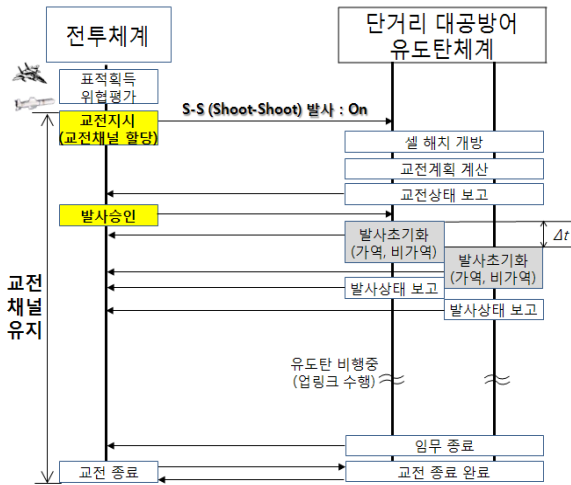 전투체계
단거리 대공방어
유도탄체계
표적획득
위협평가
S-S (Shoot-Shoot) 발사 : On
교전지시
(교전채널 할당)
셀 해치 개방
교전계획 계산
교전상태 보고
발사승인
발사초기화
(가역, 비가역)
Δt
발사초기화
(가역, 비가역)
발사상태 보고
발사상태 보고
교전
채널
유지
유도탄 비행중
(업링크 수행)
임무 종료
교전 종료
교전 종료 완료